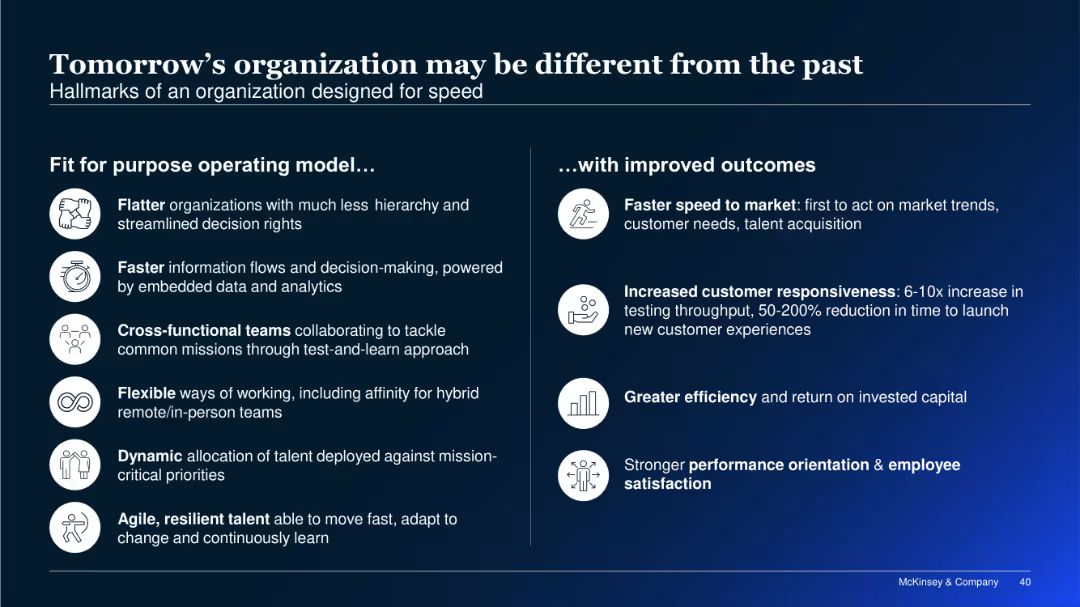 Tomorrow’s organization may be different from the past
Hallmarks of an organization designed for speed
Fit for purpose operating model…
Flatter organizations with much less hierarchy and
streamlined decision rights
Faster information flows and decision-making, powered
by embedded data and analytics
Cross-functional teams collaborating to tackle
common missions through test-and-learn approach
Flexible ways of working, including affinity for hybrid
remote/in-person teams
Dynamic allocation of talent deployed against mission-
critical priorities
Agile, resilient talent able to move fast, adapt to
change and continuously learn
…with improved outcomes
Faster speed to market: first to act on market trends,
customer needs, talent acquisition
Increased customer responsiveness: 6-10x increase in
testing throughput, 50-200% reduction in time to launch
new customer experiences
Greater efficiency and return on invested capital
Stronger performance orientation & employee
satisfaction
McKinsey & Company 40